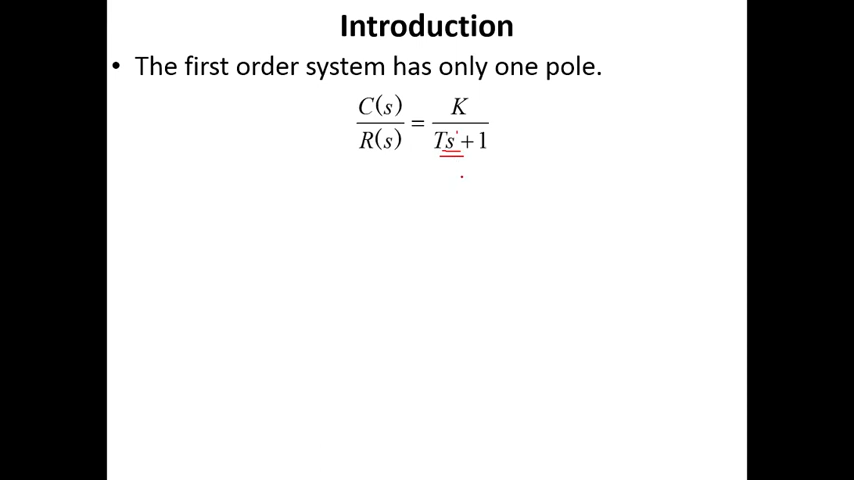 Introduction
• The first order system has only one pole.
C(s) / R(s) = K / Ts + 1